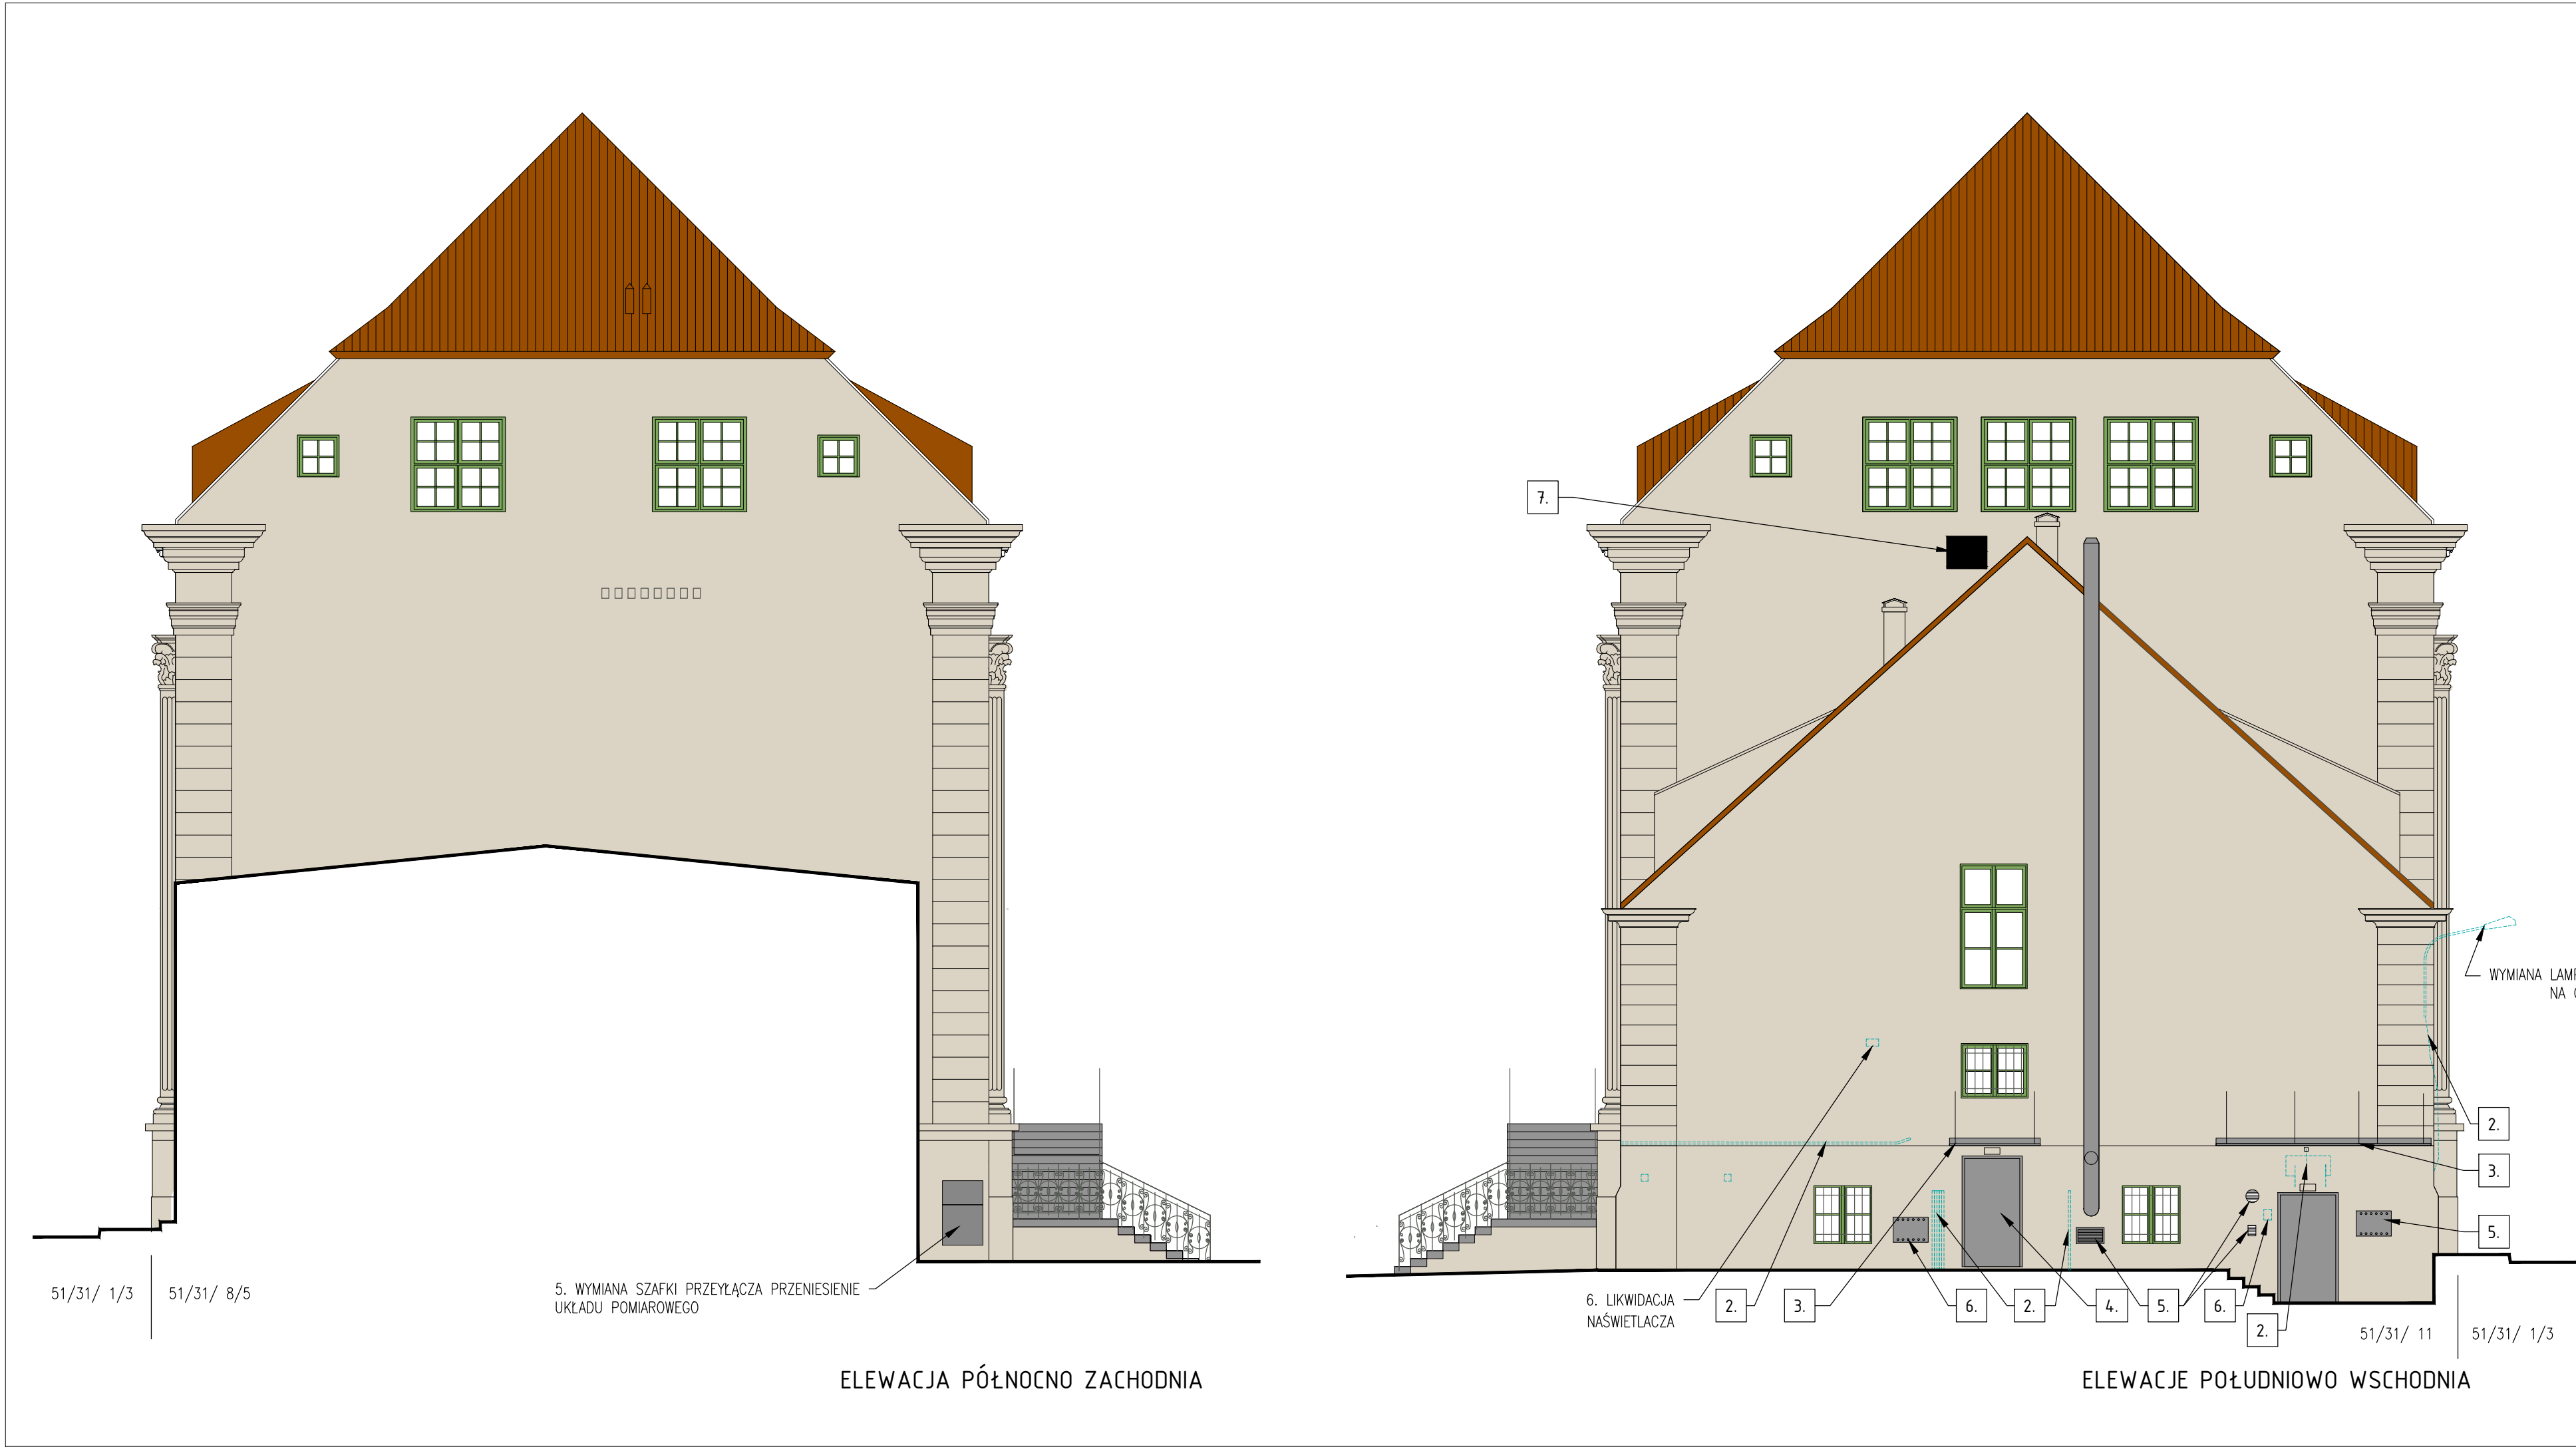 7.
WYMIANA
NA
2.
3.
5.
51/31/ 1/3
51/31/ 8/5
5. WYMIANA SZAFKI PRZEYŁĄCZA PRZENIESIENIE
UKŁADU POMIAROWEGO
6. LIKWIDACJA
NAŚWIETLACZA
2.
3.
6.
2.
4.
5.
6.
2.
51/31/ 11
51/31/ 1/3
ELEWACJA PÓŁNOCNO ZACHODNIA
ELEWACJE POŁUDNIOWO WSCHODNIA